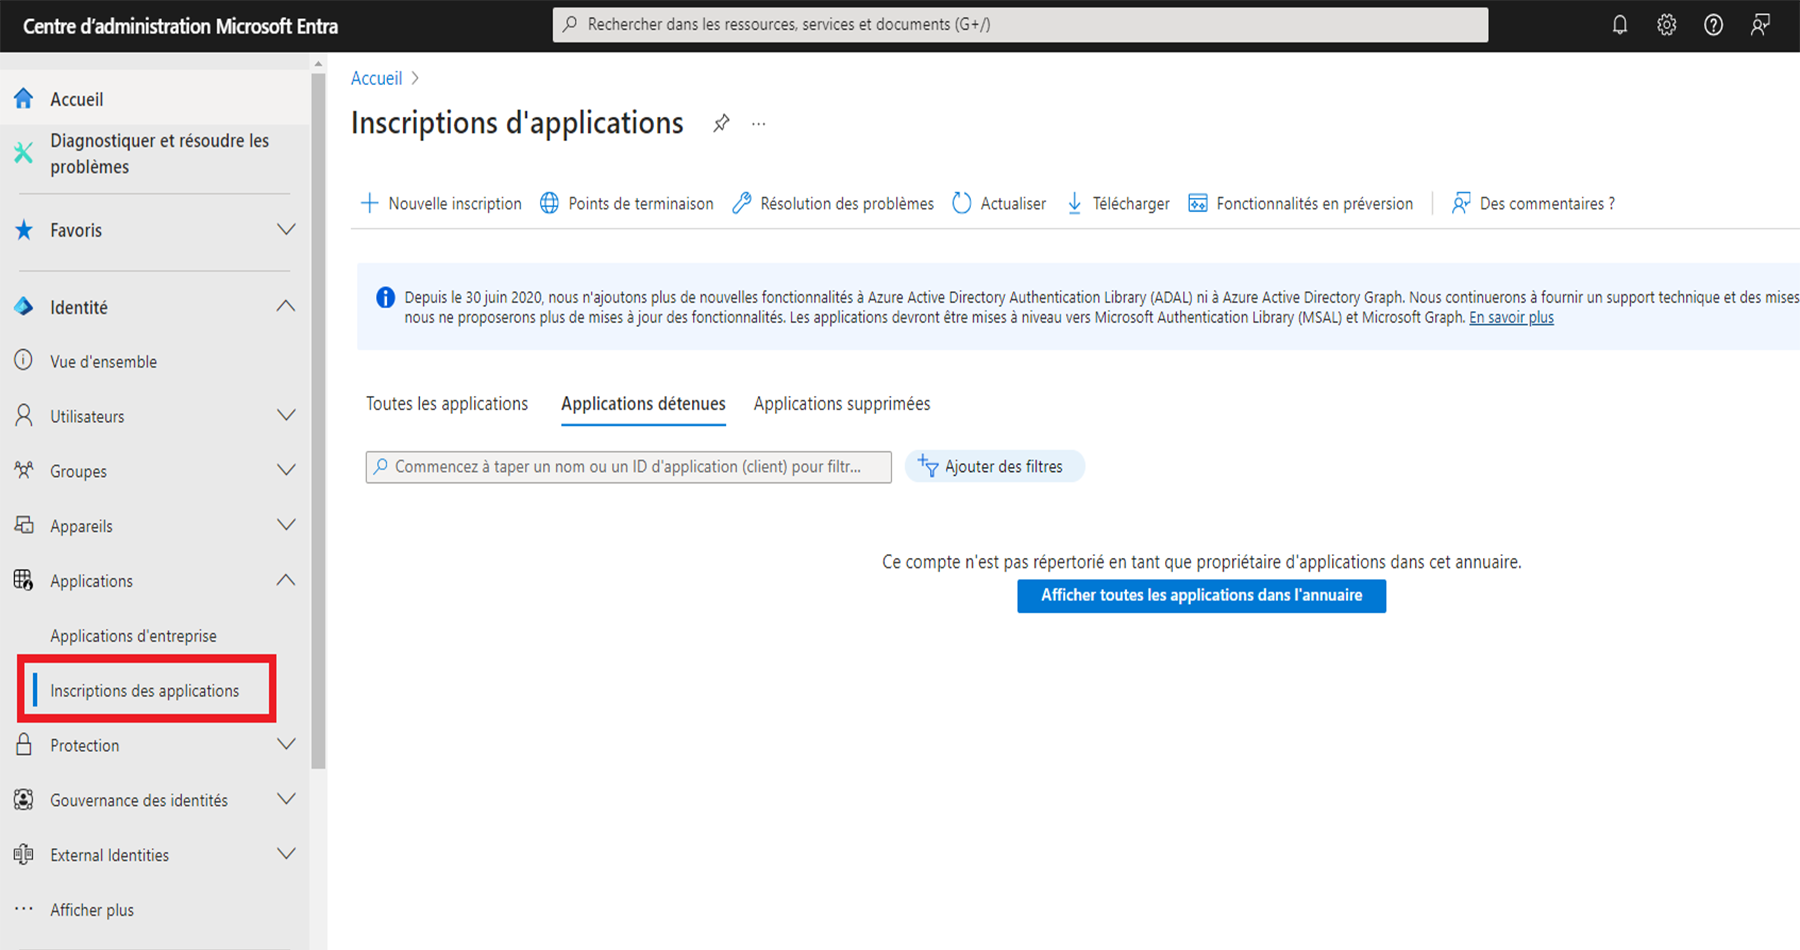 Centre d'administration Microsoft Entra
Rechercher dans les ressources, services et documents (G+/)
Accueil
Diagnostiquer et résoudre les
problèmes
Favoris
Identité
Vue d'ensemble
Utilisateurs
Groupes
Appareils
Applications
Applications d'entreprise
Inscriptions des applications
Protection
Gouvernance des identités
External Identities
Afficher plus
Accueil >
Inscriptions d'applications
Nouvelle inscription
Points de terminaison
Résolution des problèmes
Actualiser
Télécharger
Fonctionnalités en préversion
Des commentaires ?
Depuis le 30 juin 2020, nous n'ajoutons plus de nouvelles fonctionnalités à Azure Active Directory Authentication Library (ADAL) ni à Azure Active Directory Graph. Nous continuerons à fournir un support technique et des mises
nous ne proposerons plus de mises à jour des fonctionnalités. Les applications devront être mises à niveau vers Microsoft Authentication Library (MSAL) et Microsoft Graph. En savoir plus
Toutes les applications
Applications détenues
Applications supprimées
Commencez à taper un nom ou un ID d'application (client) pour filtr...
Ajouter des filtres
Ce compte n'est pas répertorié en tant que propriétaire d'applications dans cet annuaire.
Afficher toutes les applications dans l'annuaire